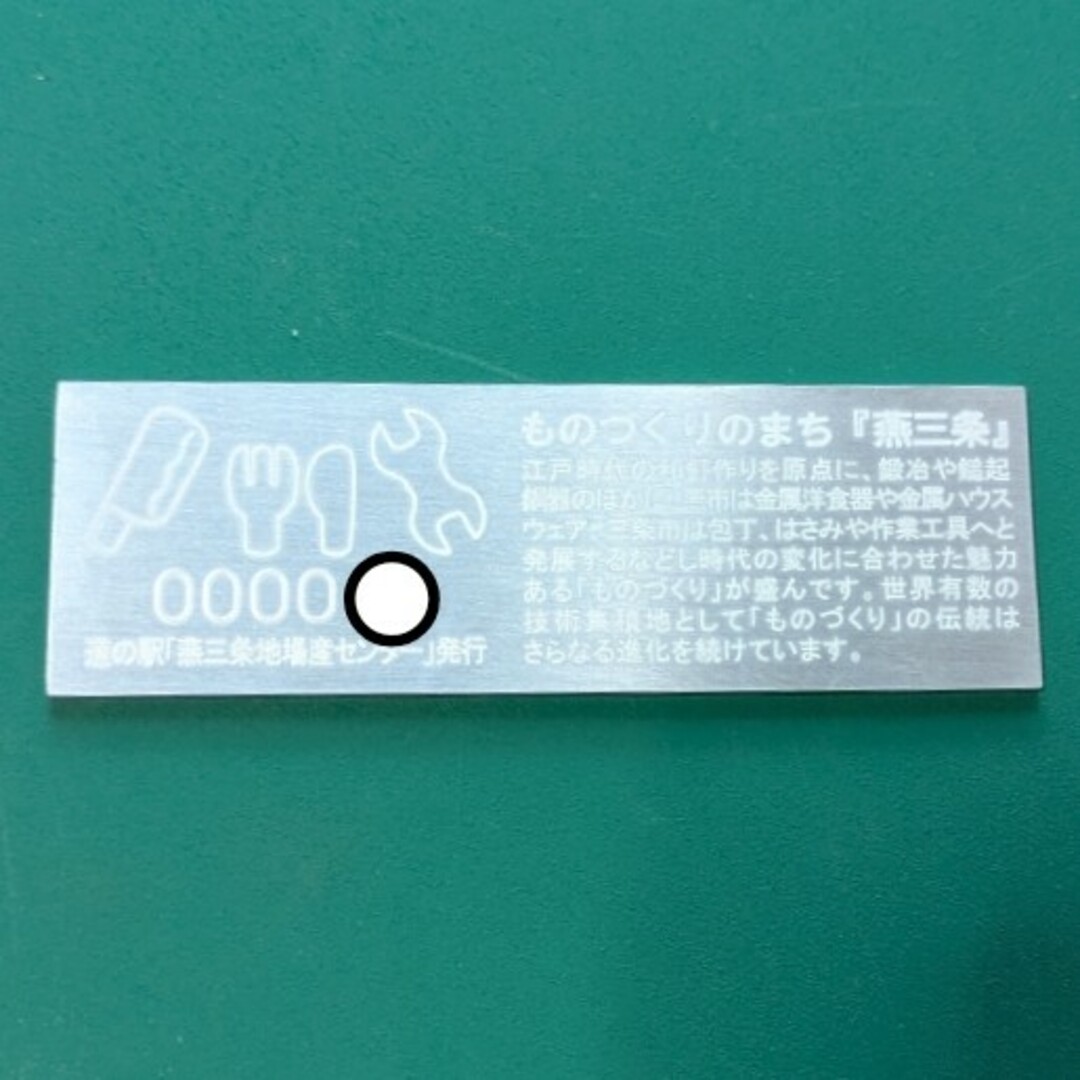 0000
道の駅「燕三条地場産センター」発行
ものづくりのまち『燕三条』
江戸時代の和釘作りを原点に、鍛冶や鎚起
銅器のほか、燕市は金属洋食器や金属ハウス
ウェアや三条市は包丁、はさみや作業工具へと
発展するなどし時代の変化に合わせた魅力
ある「ものづくり」が盛んです。世界有数の
技術集積地として「ものづくり」の伝統は
さらなる進化を続けています。